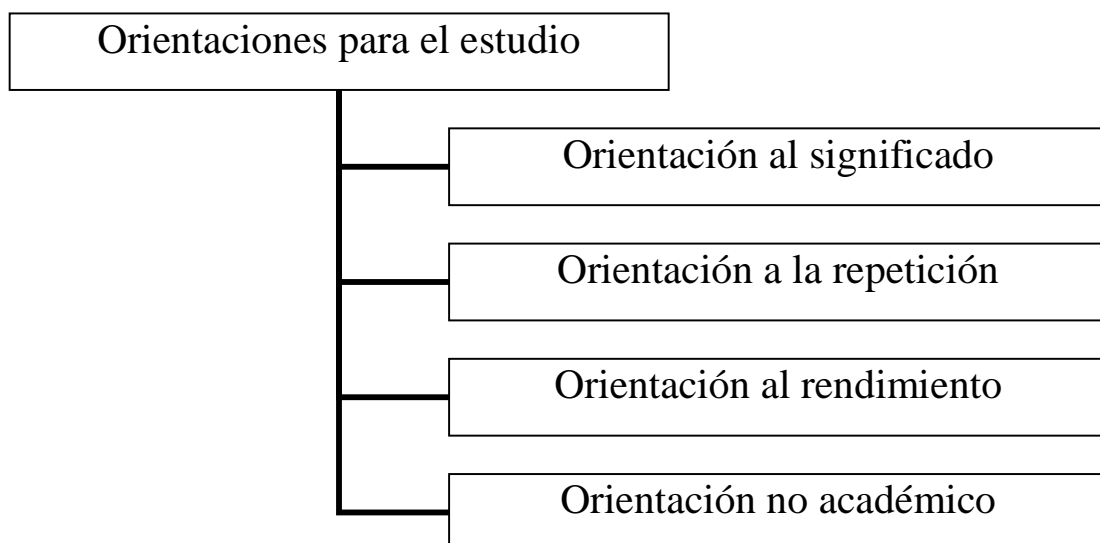 Orientaciones para el estudio
Orientación al significado
Orientación a la repetición
Orientación al rendimiento
Orientación no académico